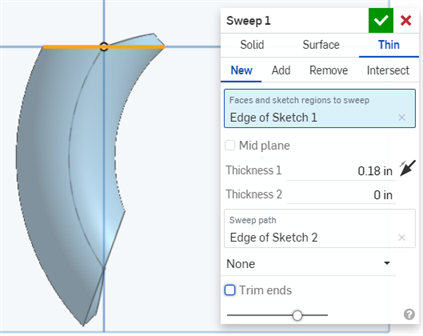 Sweep 1
Solid Surface Thin
New Add Remove Intersect
Faces and sketch regions to sweep
Edge of Sketch 1
Mid plane
Thickness 1 0.18 in
Thickness 2 0 in
Sweep path
Edge of Sketch 2
None
Trim ends